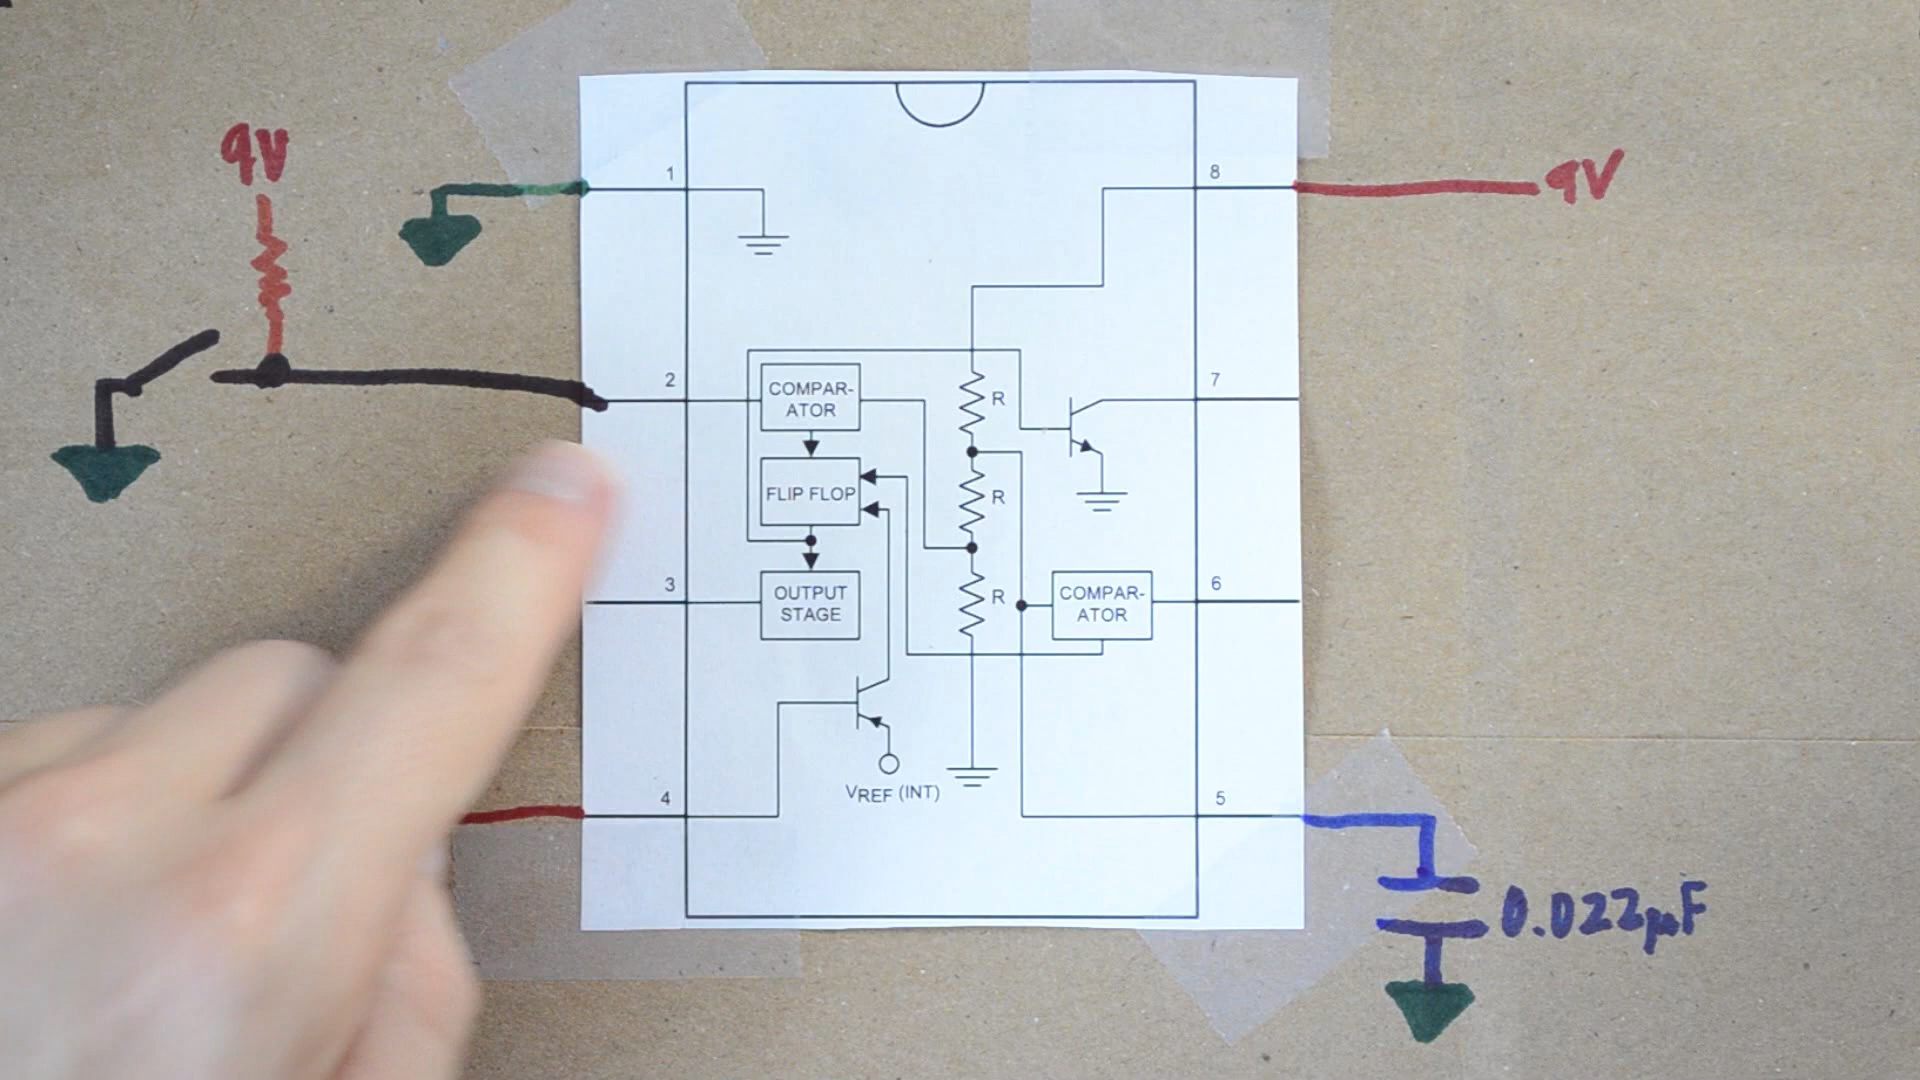 9V
1
8
9V
2
COMPAR-
ATOR
R
7
FLIP FLOP
R
3
OUTPUT
STAGE
R
COMPAR-
ATOR
6
4
VREF (INT)
5
0.022µF